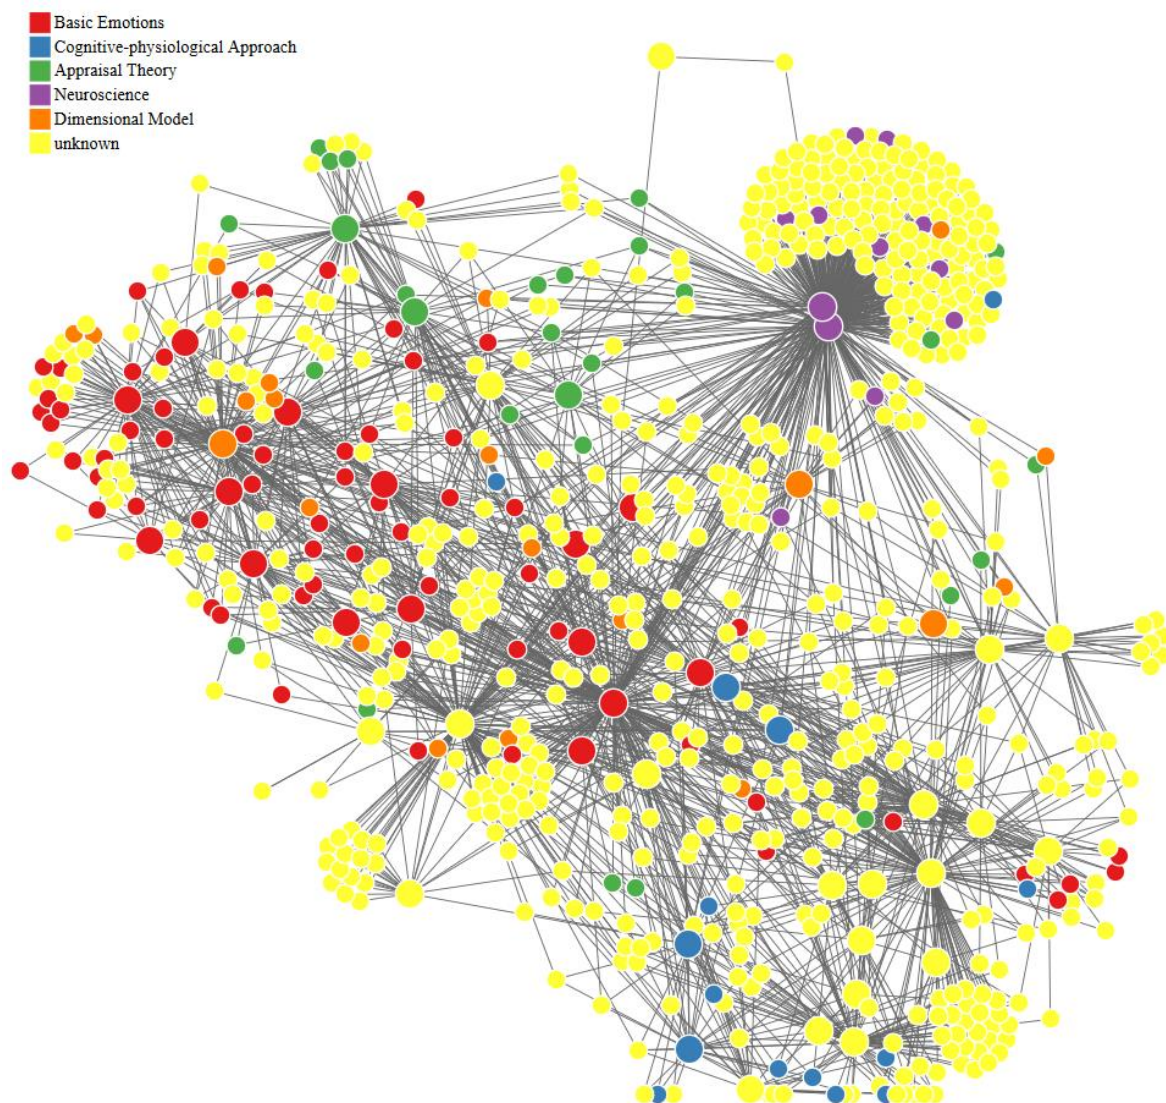 Basic Emotions
Cognitive-physiological Approach
Appraisal Theory
Neuroscience
Dimensional Model
unknown